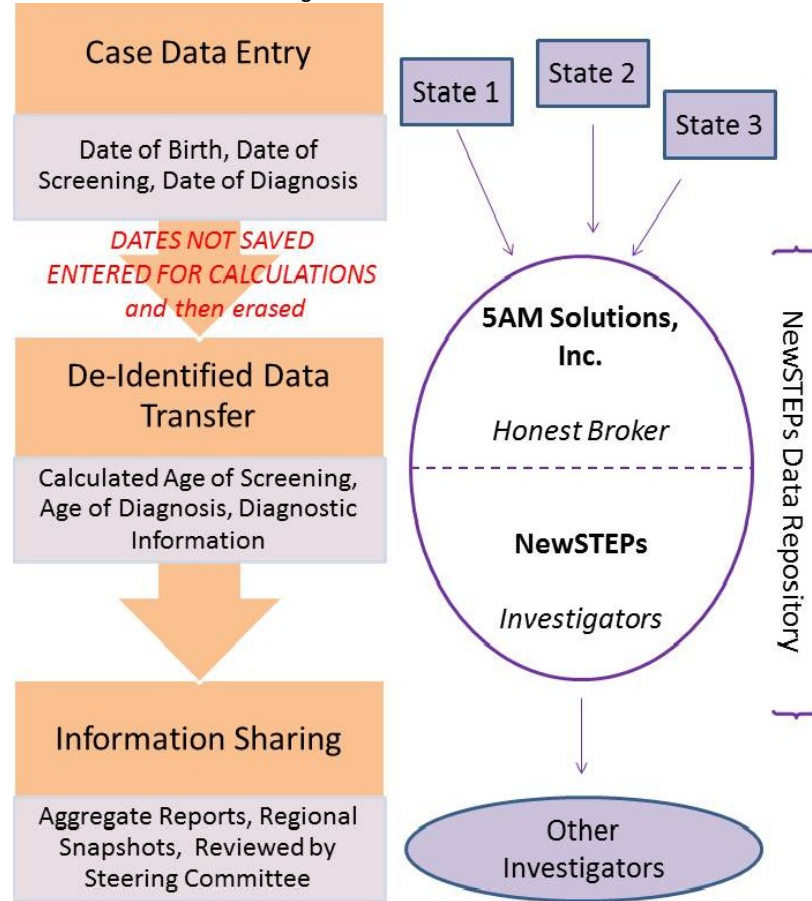 Case Data Entry
Date of Birth, Date of
Screening, Date of Diagnosis
DATES NOT SAVED
ENTERED FOR CALCULATIONS
and then erased
De-Identified Data
Transfer
Calculated Age of Screening,
Age of Diagnosis, Diagnostic
Information
Information Sharing
Aggregate Reports, Regional
Snapshots, Reviewed by
Steering Committee
State 1
State 2
State 3
5AM Solutions,
Inc.
Honest Broker
NewSTEPs
Investigators
NewSTEPs Data Repository
Other
Investigators